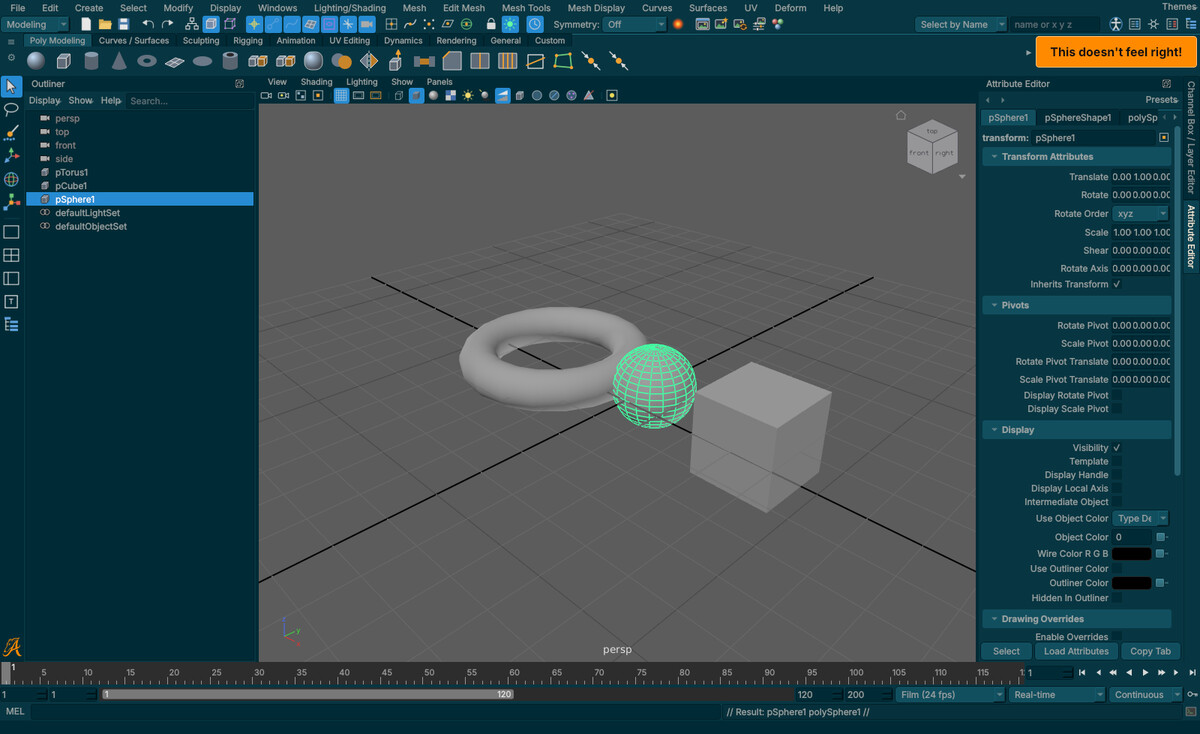 File Edit Create Select Modify Display Windows Lighting/Shading Mesh Edit Mesh Mesh Tools Mesh Display Curves Surfaces UV Deform Help Themes
Modeling Symmetry: Off Select by Name name or x y z
Poly Modeling Curves / Surfaces Sculpting Rigging Animation UV Editing Dynamics Rendering General Custom
This doesn't feel right!
Outliner
Display Show Help Search...
persp
top
front
side
pTorus1
pCube1
pSphere1
defaultLightSet
defaultObjectSet
View Shading Lighting Show Panels
top
front right
persp
Z
Y
Attribute Editor
Presets
pSphere1 pSphereShape1 polySp
transform: pSphere1
Transform Attributes
Translate 0.00 1.00 0.00
Rotate 0.00 0.00 0.00
Rotate Order xyz
Scale 1.00 1.00 1.00
Shear 0.00 0.00 0.00
Rotate Axis 0.00 0.00 0.00
Inherits Transform
Pivots
Rotate Pivot 0.00 0.00 0.00
Scale Pivot 0.00 0.00 0.00
Rotate Pivot Translate 0.00 0.00 0.00
Scale Pivot Translate 0.00 0.00 0.00
Display Rotate Pivot
Display Scale Pivot
Display
Visibility
Template
Display Handle
Display Local Axis
Intermediate Object
Use Object Color Type De
Object Color 0
Wire Color R G B
Use Outliner Color
Outliner Color
Hidden In Outliner
Drawing Overrides
Enable Overrides
Select Load Attributes Copy Tab
Channel Box / Layer Editor
Attribute Editor
1 5 10 15 20 25 30 35 40 45 50 55 60 65 70 75 80 85 90 95 100 105 110 115 1
1 1 1 120 120 200 Film (24 fps) Real-time Continuous
MEL // Result: pSphere1 polySphere1 //